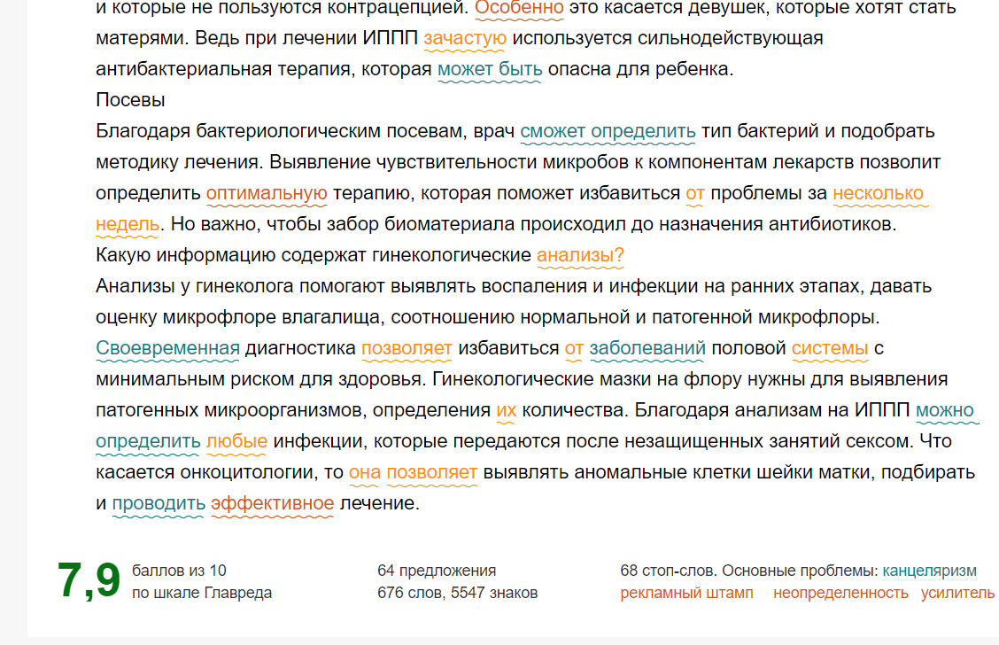 и которые не пользуются контрацепцией. Особенно это касается девушек, которые хотят стать
матерями. Ведь при лечении ИППП зачастую используется сильнодействующая
антибактериальная терапия, которая может быть опасна для ребенка.
Посевы
Благодаря бактериологическим посевам, врач сможет определить тип бактерий и подобрать
методику лечения. Выявление чувствительности микробов к компонентам лекарств позволит
определить оптимальную терапию, которая поможет избавиться от проблемы за несколько
недель. Но важно, чтобы забор биоматериала происходил до назначения антибиотиков.
Какую информацию содержат гинекологические анализы?
Анализы у гинеколога помогают выявлять воспаления и инфекции на ранних этапах, давать
оценку микрофлоре влагалища, соотношению нормальной и патогенной микрофлоры.
Своевременная диагностика позволяет избавиться от заболеваний половой системы с
минимальным риском для здоровья. Гинекологические мазки на флору нужны для выявления
патогенных микроорганизмов, определения их количества. Благодаря анализам на ИППП можно
определить любые инфекции, которые передаются после незащищенных занятий сексом. Что
касается онкоцитологии, то она позволяет выявлять аномальные клетки шейки матки, подбирать
и проводить эффективное лечение.
7,9 баллов из 10 64 предложения 68 стоп-слов. Основные проблемы: канцеляризм
по шкале Главреда 676 слов, 5547 знаков рекламный штамп неопределенность усилитель